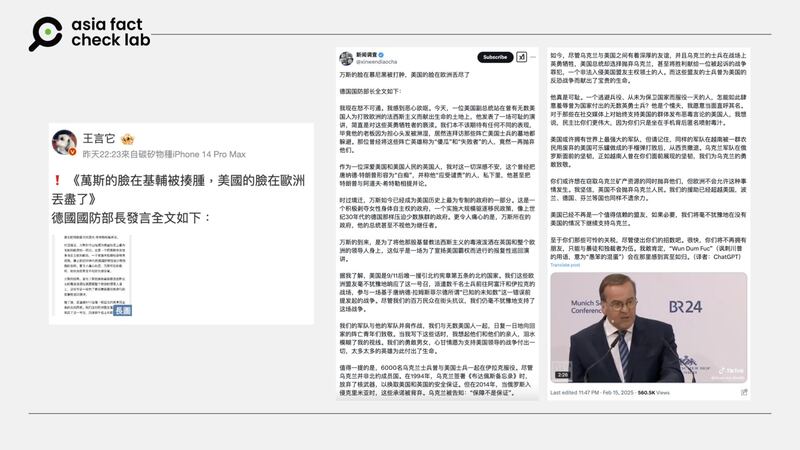 asia fact
check lab
王言它
昨天22:23來自碳矽物種iPhone 14 Pro Max
❗《萬斯的臉在基輔被揍腫,美國的臉在歐洲
丟盡了》
德國國防部長發言全文如下:
長圖
新闻调查
@xinwendiaocha
Subscribe
万斯的脸在慕尼黑被打肿,美国的脸在欧洲丢尽了
德国国防部长全文如下:
我现在怒不可遏。我感到恶心欲呕。今天,一位美国副总统站在曾有无数美
国人为打败欧洲的法西斯主义而献出生命的土地上,他发表了一场可耻的演
讲,简直是对这些英勇牺牲者的亵渎。我们本不该期待有任何不同的表现,
毕竟他的老板因为担心头发被淋湿,居然连拜访那些阵亡美国士兵的墓地都
躲避。那位曾经将这些阵亡英雄称为“傻瓜”和“失败者”的人,竟然一再抛
弃他们。
作为一位深爱美国和美国人民的英国人,我对这一切深感不安,这个曾经把
唐纳德·特朗普形容为“白痴”,并称他“应受谴责”的人,私下里,他甚至把
特朗普与阿道夫·希特勒相提并论。
时过境迁,万斯如今已经成为美国历史上最为专制的政府的一部分。这是一
个积极剥夺女性身体自主权的政府,一个实施大规模驱逐移民政策,像上世
纪30年代的德国那样压迫少数族群的政府。更令人痛心的是,万斯所在的
政府,他的总统甚至不视他为继任者。
万斯的到来,是为了将他那股基督教法西斯主义的毒液泼洒在英国和整个欧
洲的领导人身上,这似乎是一场为了宣扬美国霸权而进行的报复性巡回演
讲。
据我了解,美国是9/11后唯一援引北约宪章第五条的北约国家。我们这些欧
洲盟友毫不犹豫地响应了这一号召,派遣数千名士兵前往阿富汗和伊拉克的
战场,参与一场基于唐纳德·拉姆斯菲尔德所谓“已知的未知数”这一错误前
提发起的战争。尽管我们的百万民众在街头抗议,我们仍毫不犹豫地支持了
这场战争。
我们的军队与他的军队并肩作战,我们与无数美国人一起,日复一日地向回
家的阵亡青年们致敬。当我写下这些话时,我想起他们和他们的亲人,泪水
模糊了我的视线。我们的勇敢男女,心甘情愿为支持美国领导的战争付出一
切,太多太多的英雄为此付出了生命。
值得一提的是,6000名乌克兰士兵曾与美国士兵一起在伊拉克服役。尽管
乌克兰并非北约成员国。在1994年,乌克兰签署《布达佩斯备忘录》时,
放弃了核武器,以换取美国和英国的安全保证。但在2014年,当俄罗斯入
侵克里米亚时,这些承诺被背弃。乌克兰被告知:“保障不是保证”。
如今,尽管乌克兰与美国之间有着深厚的友谊,并且乌克兰的士兵在战场上
英勇牺牲,美国总统却选择抛弃乌克兰,甚至将胜利献给一位被起诉的战争
罪犯,一个非法入侵美国盟友主权领土的人。而这些盟友的士兵曾为美国的
反恐战争而献出了宝贵的生命。
他真是可耻。一个逃避兵役、从未为保卫国家而服役一天的人,怎能如此肆
意羞辱曾为国家付出的无数英勇士兵?他是个懦夫,我愿意当面直呼其名。
对于那些在社交媒体上对始终支持美国的群体发布恶毒言论的美国人,我想
说,民主比你们更伟大,因为你们只是坐在手机背后匿名喷射毒汁。
美国或许拥有世界上最强大的军队,但请记住,同样的军队在越南被一群农
民用废弃的美国可乐罐做成的手榴弹打败后,从西贡撤退。乌克兰军队在俄
罗斯面前的坚韧,正如越南人曾在你们面前展现的坚韧,我们为乌克兰的勇
敢致敬。
你们或许想在窃取乌克兰矿产资源的同时抛弃他们,但欧洲不会允许这种事
情发生。我坚信,英国不会抛弃乌克兰人民。我们的援助已经超越美国,波
兰、德国、芬兰等国也同样不遗余力。
美国已经不再是一个值得信赖的盟友,如果必要,我们将毫不犹豫地在没有
美国的情况下继续支持乌克兰。
至于你们那些可怜的关税,尽管使出你们的招数吧。很快,你们将不再拥有
朋友,只能与暴徒和独裁者为伍。我敢肯定,“Wun Dum Fuc”(讽刺川普
的用语,意为“愚笨的混蛋”)会在那里感到宾至如归。(译者:ChatGPT)
Translate post
Munich Se
Conference
BR24
TikTok
2:26
Last edited 11:47 PM · Feb 15, 2025 · 560.5K Views